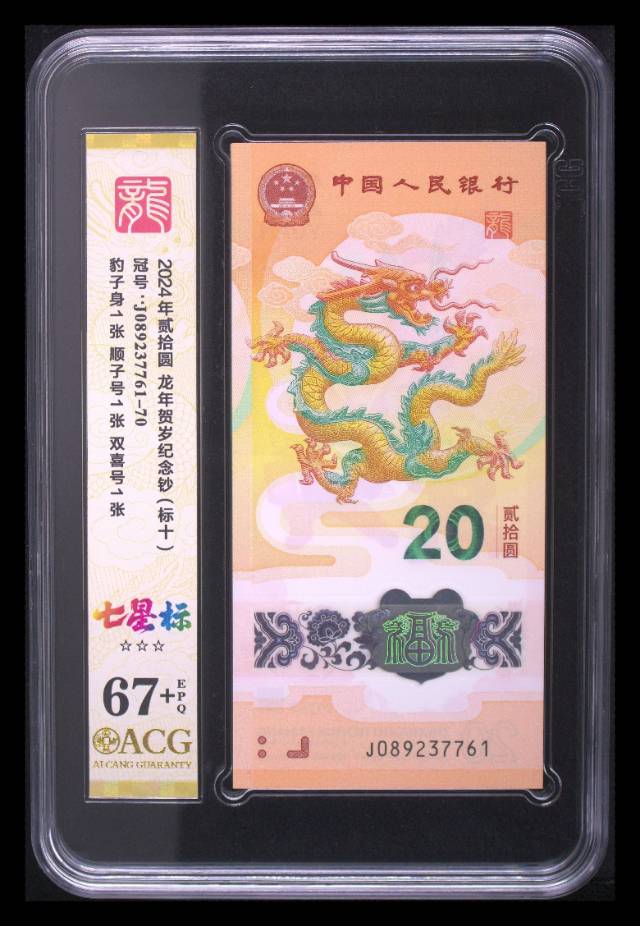 龍
2024年贰拾圆 龙年贺岁纪念钞(标十)
冠号:J089237761-70
豹子身1张 顺子号1张 双喜号1张
七星标
☆☆☆
67+EPQ
ACG
AI CANG GUARANTY
中国人民银行
龍
20
贰拾圆
福
J089237761